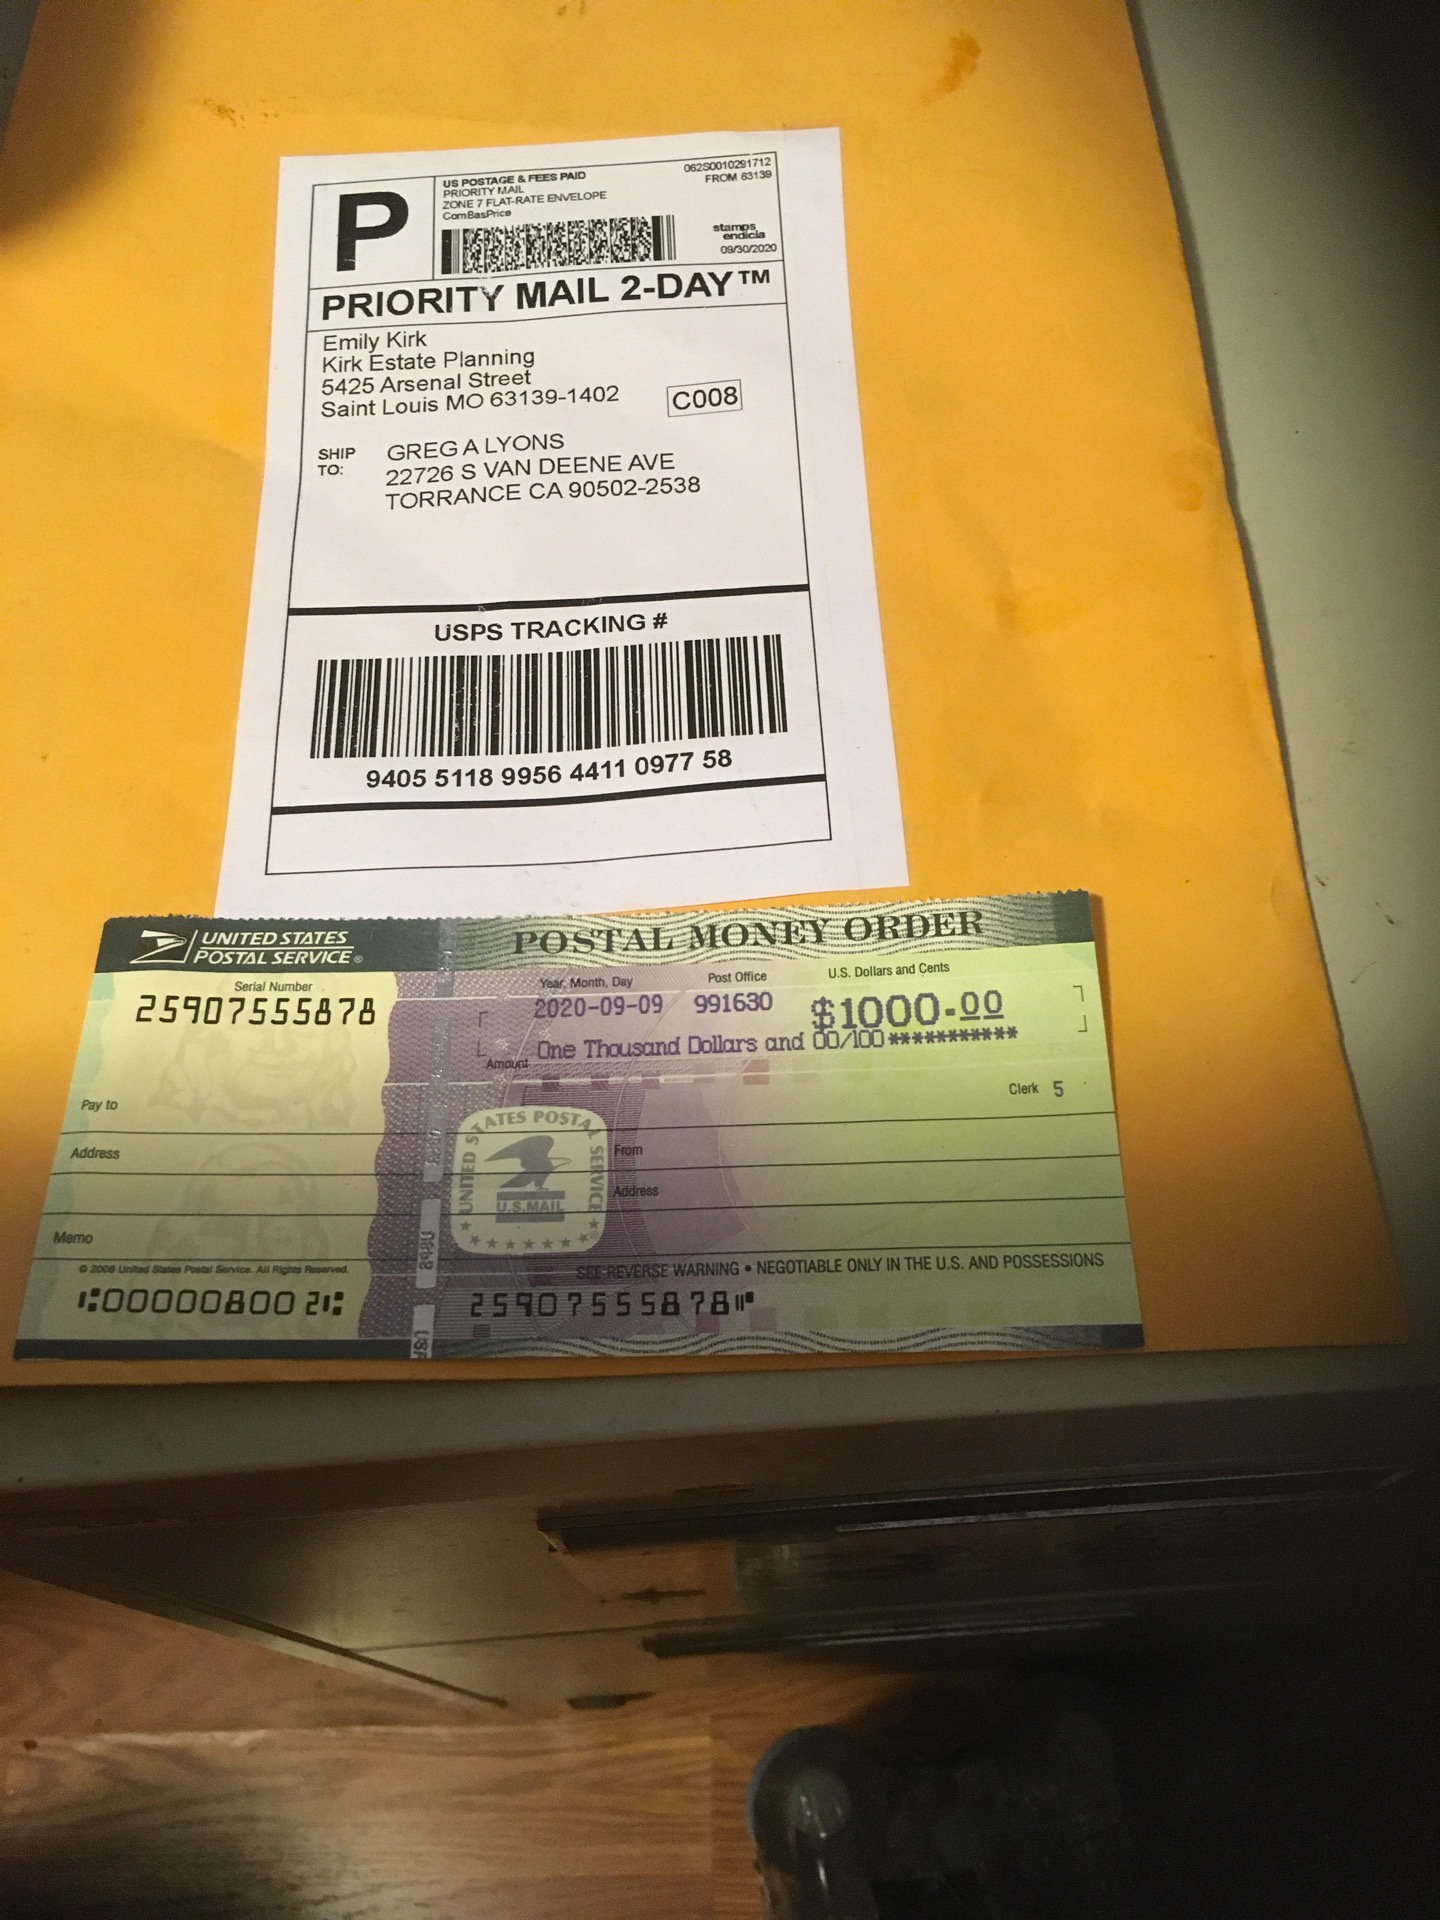 P
US POSTAGE & FEES PAID
PRIORITY MAIL
ZONE 7 FLAT-RATE ENVELOPE
ComBasPrice
062S0010291712
FROM 63139
stamps
endicia
09/30/2020
PRIORITY MAIL 2-DAY™
Emily Kirk
Kirk Estate Planning
5425 Arsenal Street
Saint Louis MO 63139-1402
C008
SHIP
TO:
GREG A LYONS
22726 S VAN DEENE AVE
TORRANCE CA 90502-2538
USPS TRACKING #
9405 5118 9956 4411 0977 58
UNITED STATES
POSTAL SERVICE®
POSTAL MONEY ORDER
Serial Number
25907555878
Year, Month, Day
Post Office
U.S. Dollars and Cents
2020-09-09
991630
$1000.00
Amount
One Thousand Dollars and 00/100 ***********
Clerk 5
Pay to
Address
Memo
From
Address
UNITED STATES POSTAL SERVICE
U.S.MAIL
USPS
© 2008 United States Postal Service. All Rights Reserved.
SEE REVERSE WARNING • NEGOTIABLE ONLY IN THE U.S. AND POSSESSIONS
⑆000008002⑆
25907555878⑈